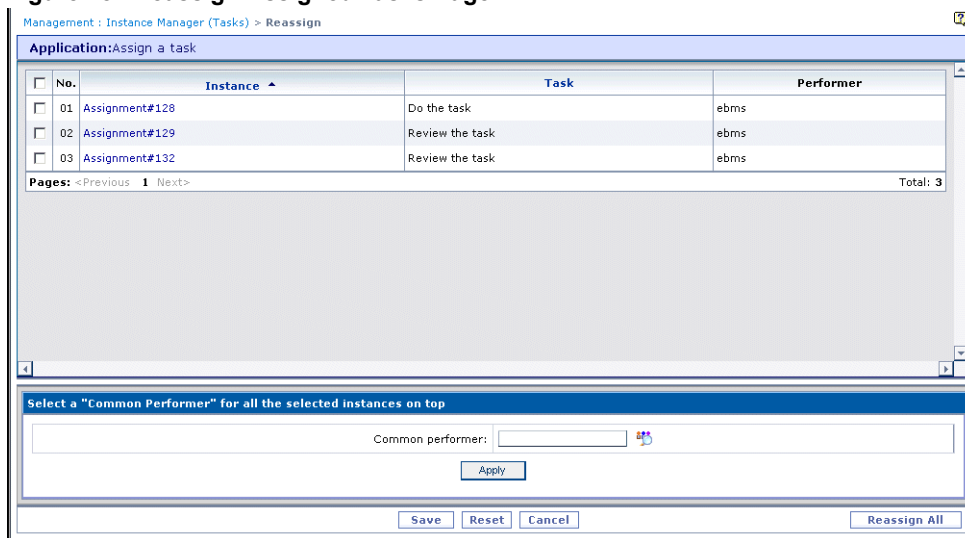 Management : Instance Manager (Tasks) > Reassign
Application:Assign a task
No. Instance Task Performer
01 Assignment#128 Do the task ebms
02 Assignment#129 Review the task ebms
03 Assignment#132 Review the task ebms
Pages: <Previous 1 Next> Total: 3
Select a "Common Performer" for all the selected instances on top
Common performer:
Apply
Save Reset Cancel Reassign All